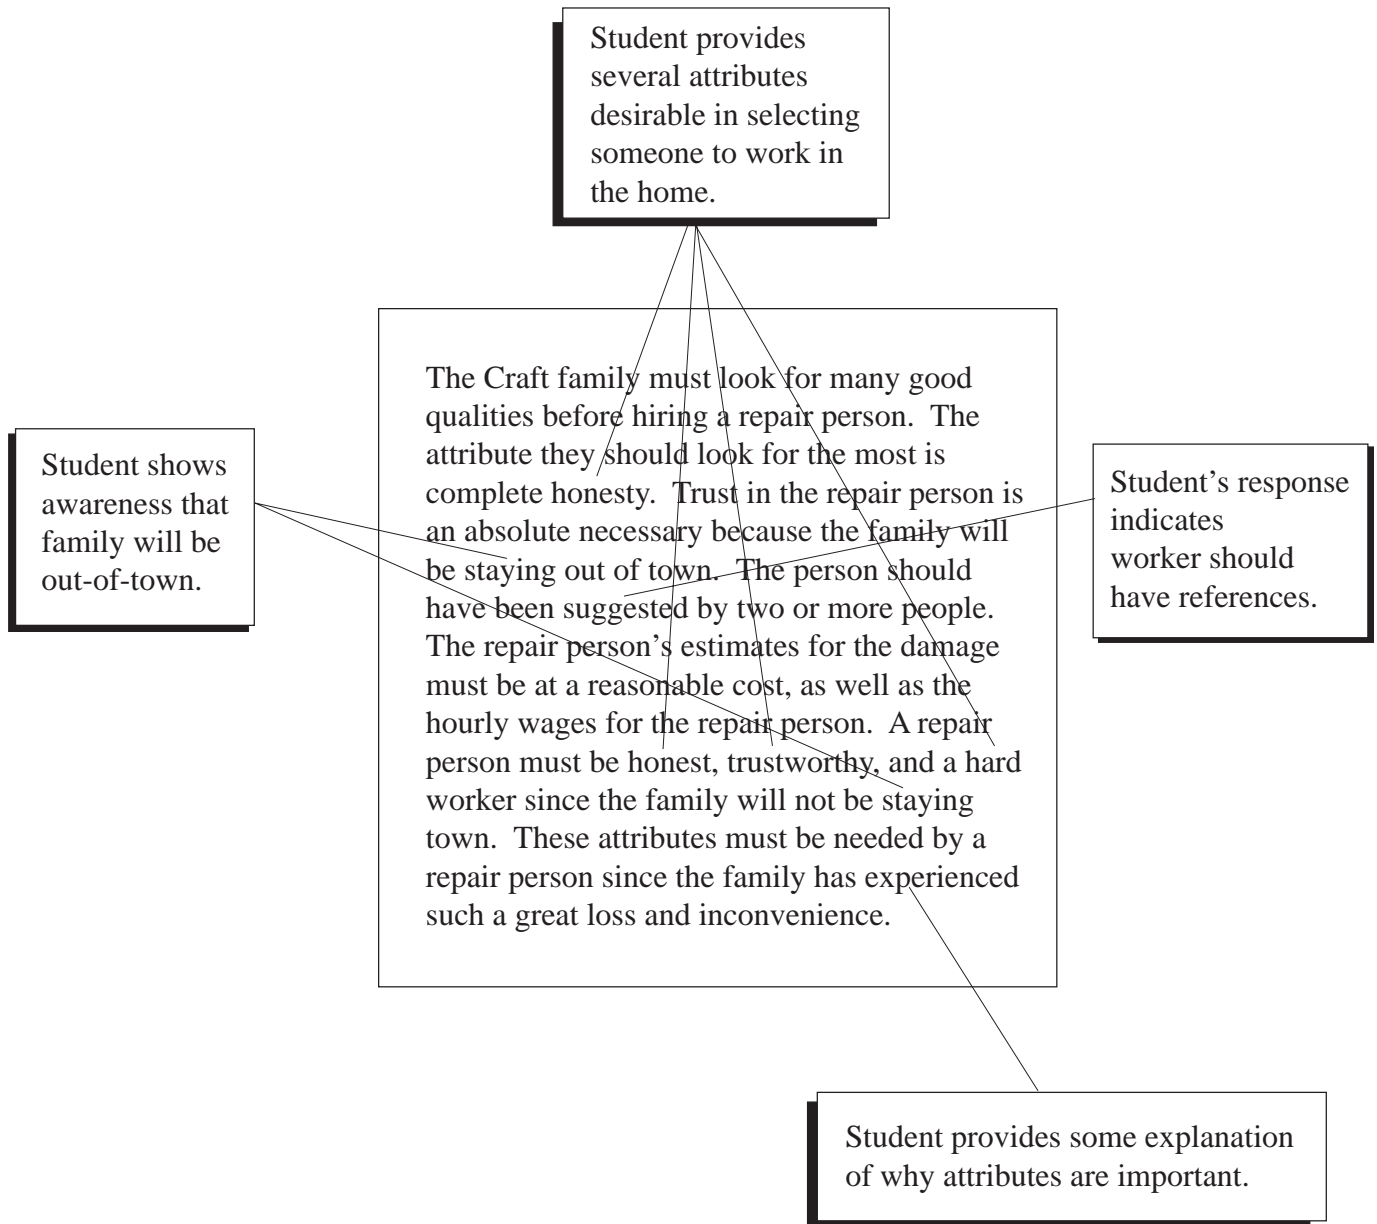 Student provides
several attributes
desirable in selecting
someone to work in
the home.
The Craft family must look for many good
qualities before hiring a repair person.  The
attribute they should look for the most is
complete honesty.  Trust in the repair person is
an absolute necessary because the family will
be staying out of town.  The person should
have been suggested by two or more people.
The repair person’s estimates for the damage
must be at a reasonable cost, as well as the
hourly wages for the repair person.  A repair
person must be honest, trustworthy, and a hard
worker since the family will not be staying
town.  These attributes must be needed by a
repair person since the family has experienced
such a great loss and inconvenience.
Student shows
awareness that
family will be
out-of-town.
Student’s response
indicates
worker should
have references.
Student provides some explanation
of why attributes are important.